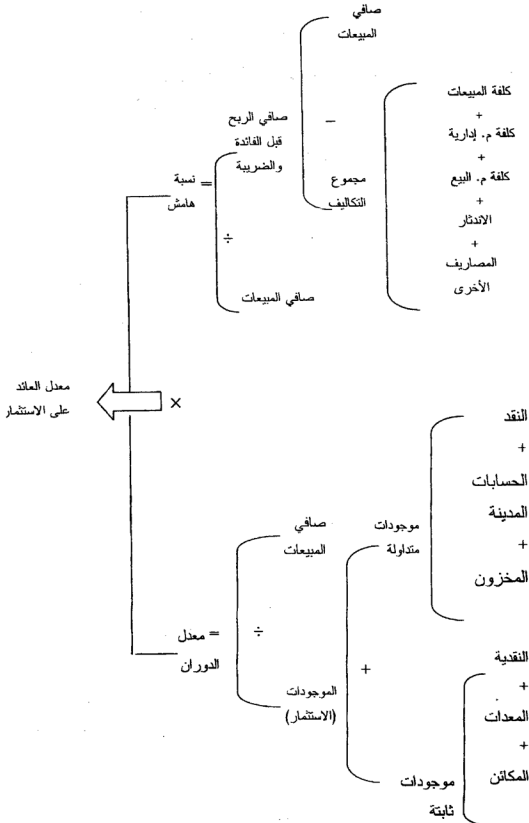 صافي
المبيعات
كلفة المبيعات
+
كلفة م. إدارية
+
كلفة م. البيع
+
الاندثار
+
المصاريف
الأخرى
صافي الربح
قبل الفائدة
والضريبة
−
مجموع
التكاليف
= نسبة
هامش
÷
صافي المبيعات
معدل العائد
على الاستثمار
×
النقد
+
الحسابات
المدينة
+
المخزون
موجودات
متداولة
صافي
المبيعات
= معدل
الدوران
÷
+
الموجودات
(الاستثمار)
النقدية
+
المعدات
+
المكائن
موجودات
ثابتة